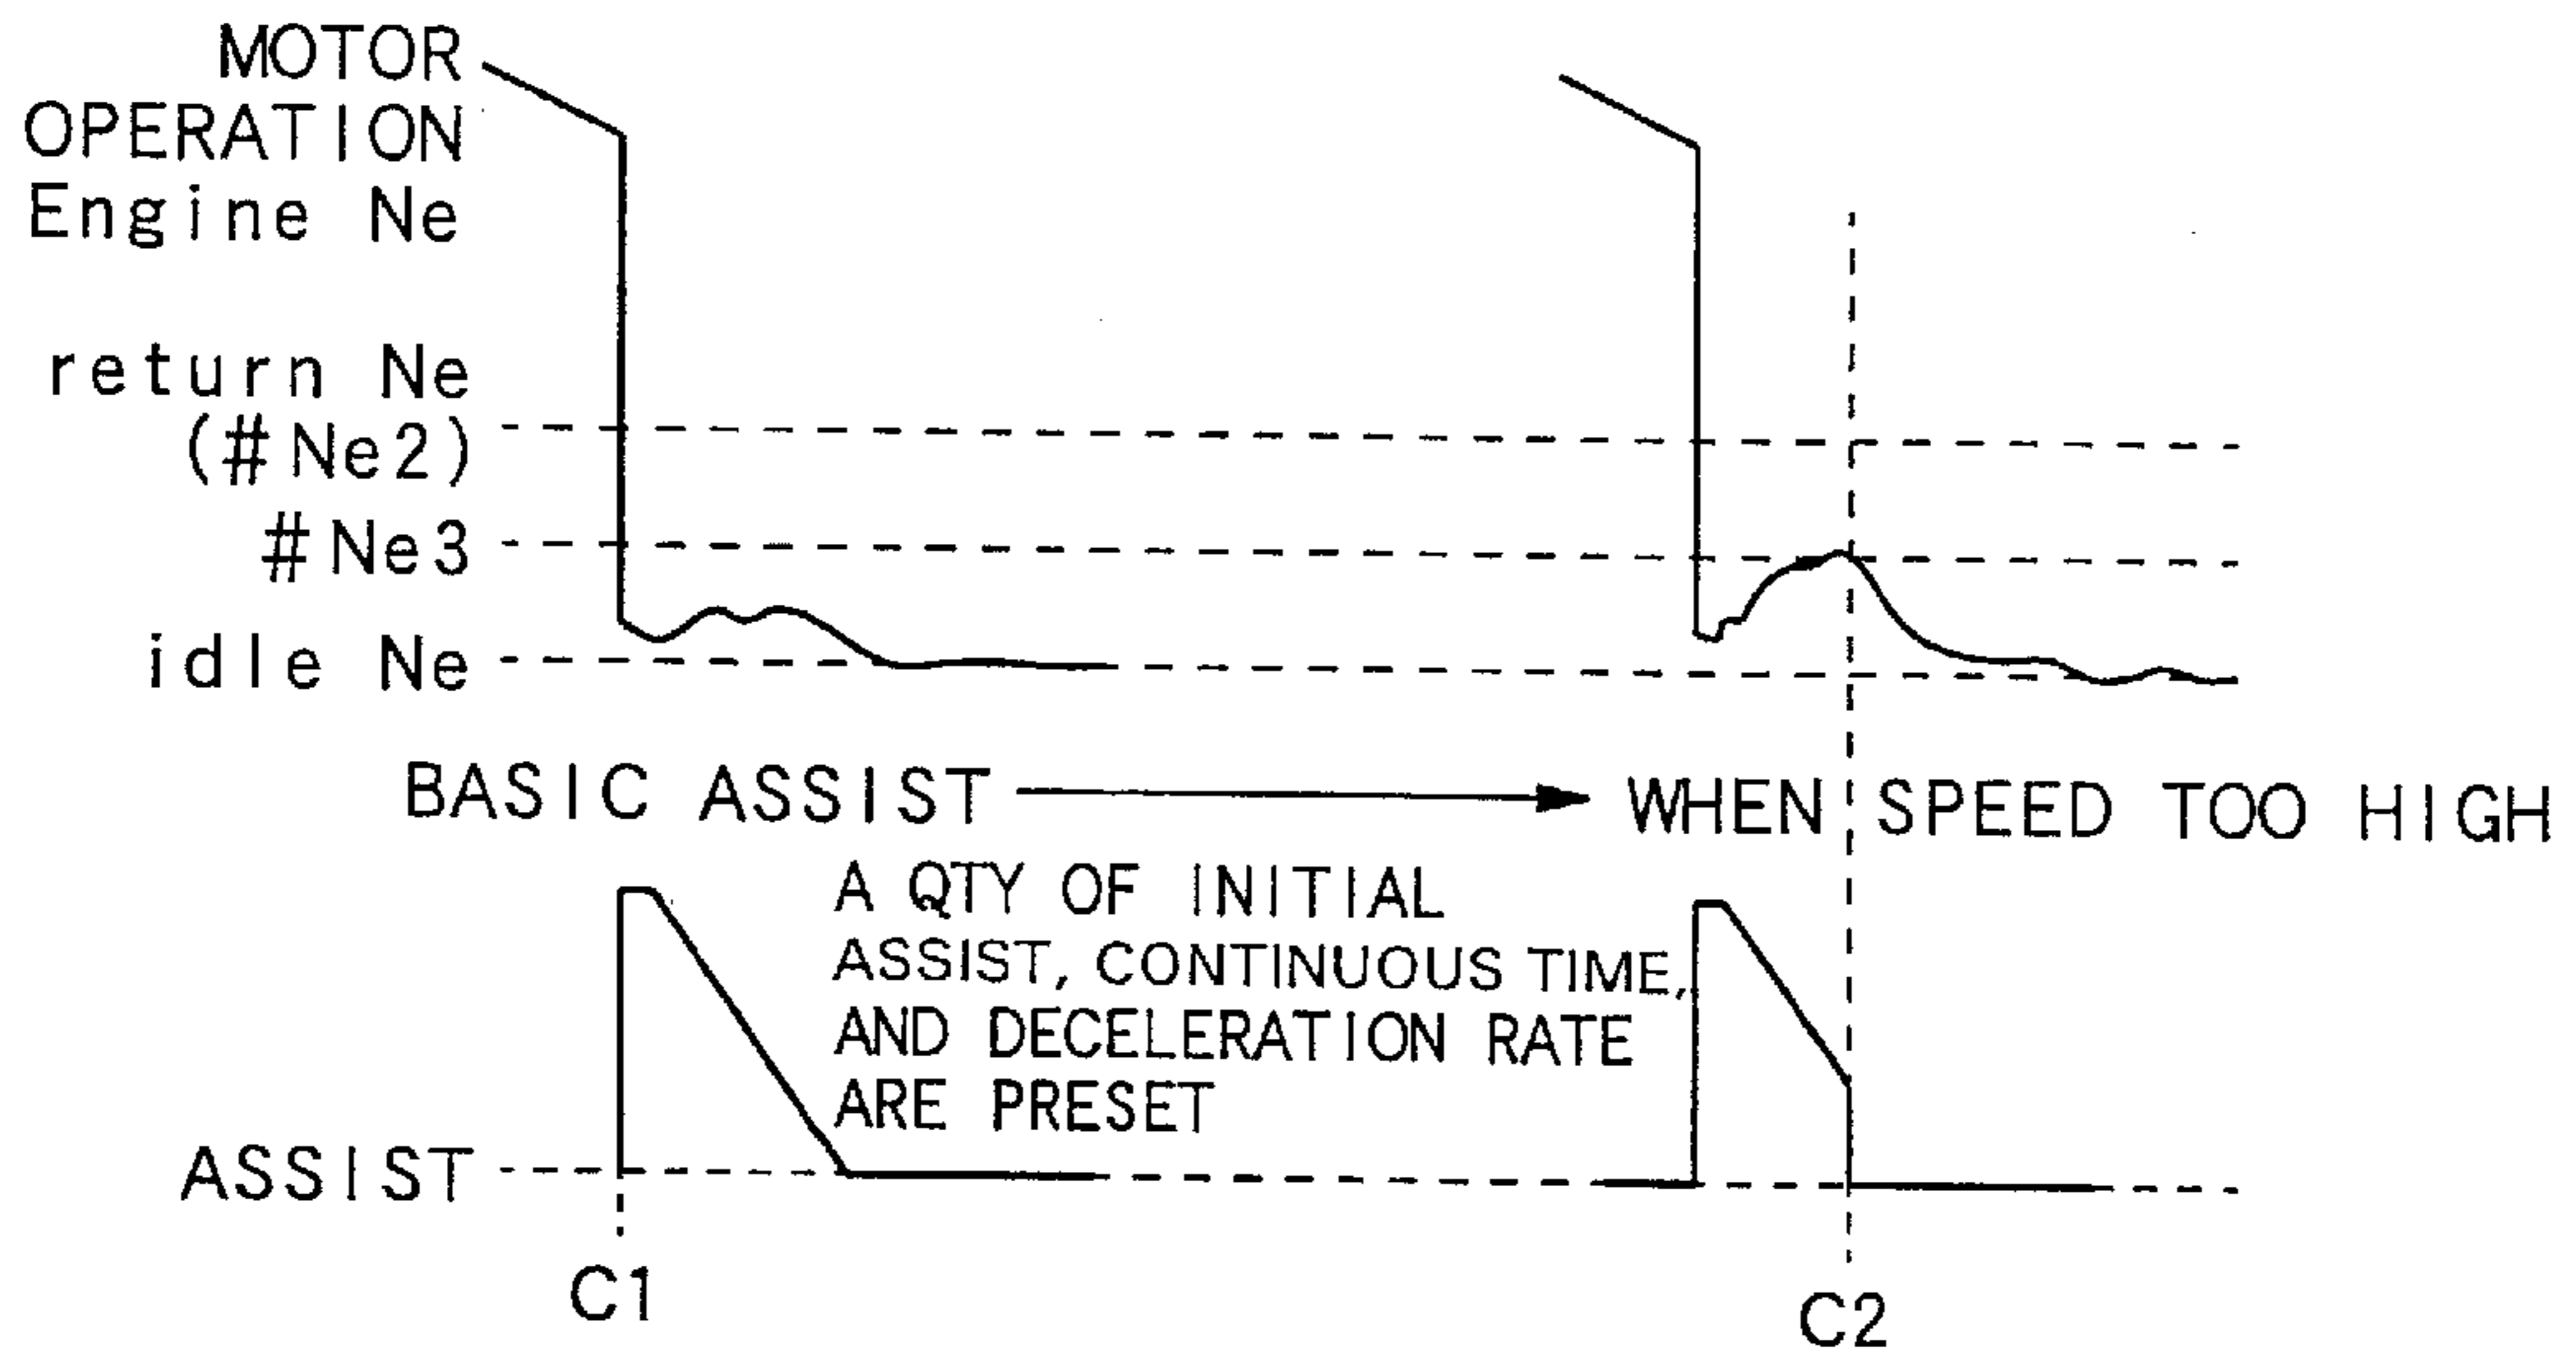 MOTOR
OPERATION
Engine Ne
return Ne
(#Ne2)
#Ne3
idle Ne
BASIC ASSIST
WHEN SPEED TOO HIGH
A QTY OF INITIAL
ASSIST, CONTINUOUS TIME,
AND DECELERATION RATE
ARE PRESET
ASSIST
C1
C2